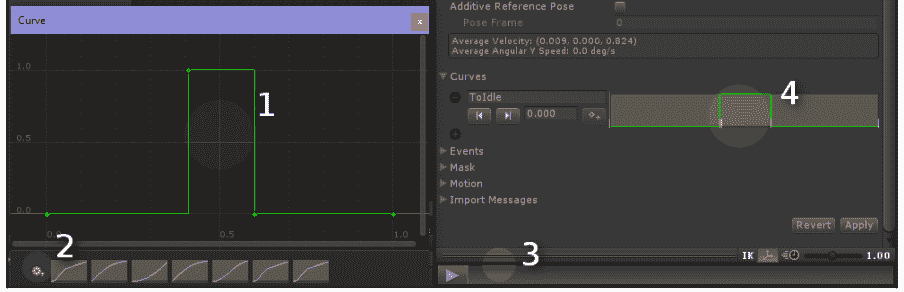 Curve
x
1.0
0.5
0.0
0.0
0.5
1.0
1
2
Additive Reference Pose
Pose Frame
0
Average Velocity: (0.009, 0.000, 0.824)
Average Angular Y Speed: 0.0 deg/s
Curves
ToIdle
0.000
4
Events
Mask
Motion
Import Messages
Revert Apply
3
IK
1.00